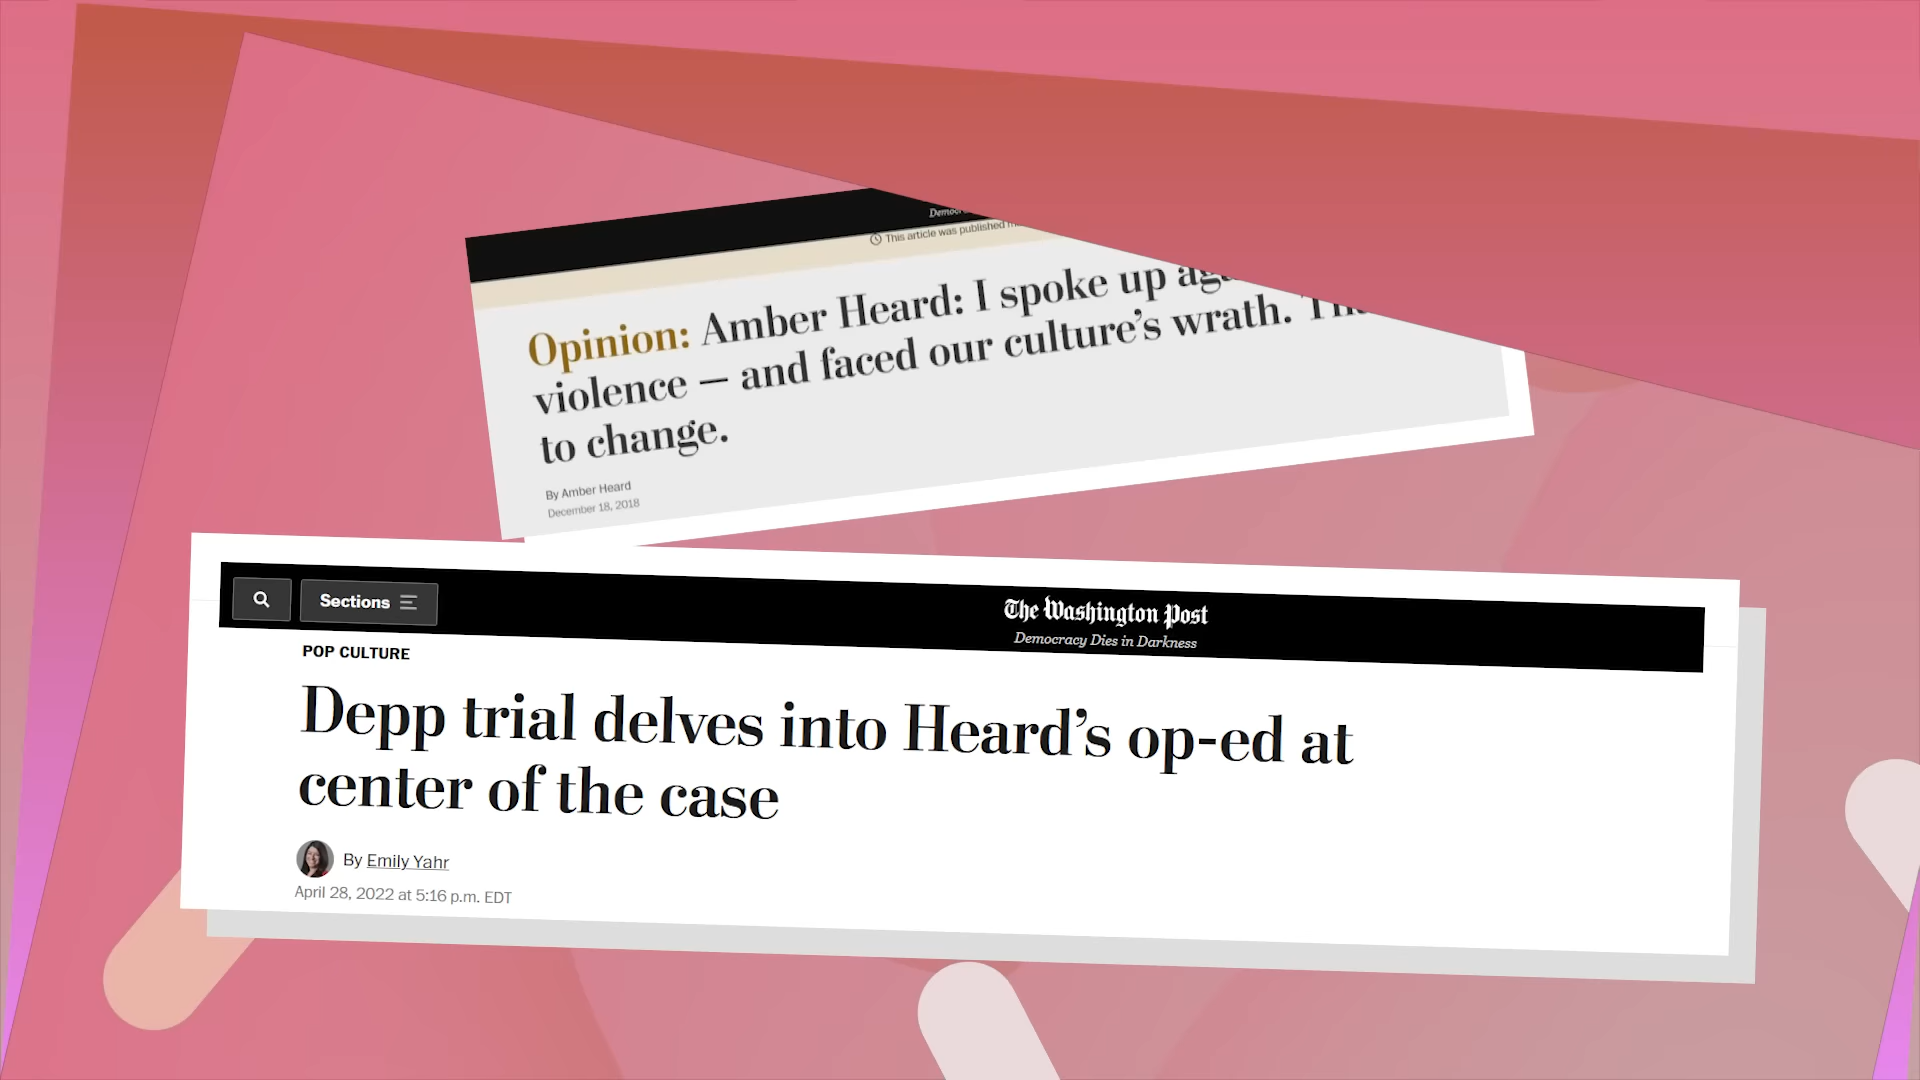 This article was published
Opinion: Amber Heard: I spoke up
violence — and faced our culture’s wrath.
to change.
By Amber Heard
December 18, 2018
Sections
The Washington Post
Democracy Dies in Darkness
POP CULTURE
Depp trial delves into Heard’s op-ed at
center of the case
By Emily Yahr
April 28, 2022 at 5:16 p.m. EDT